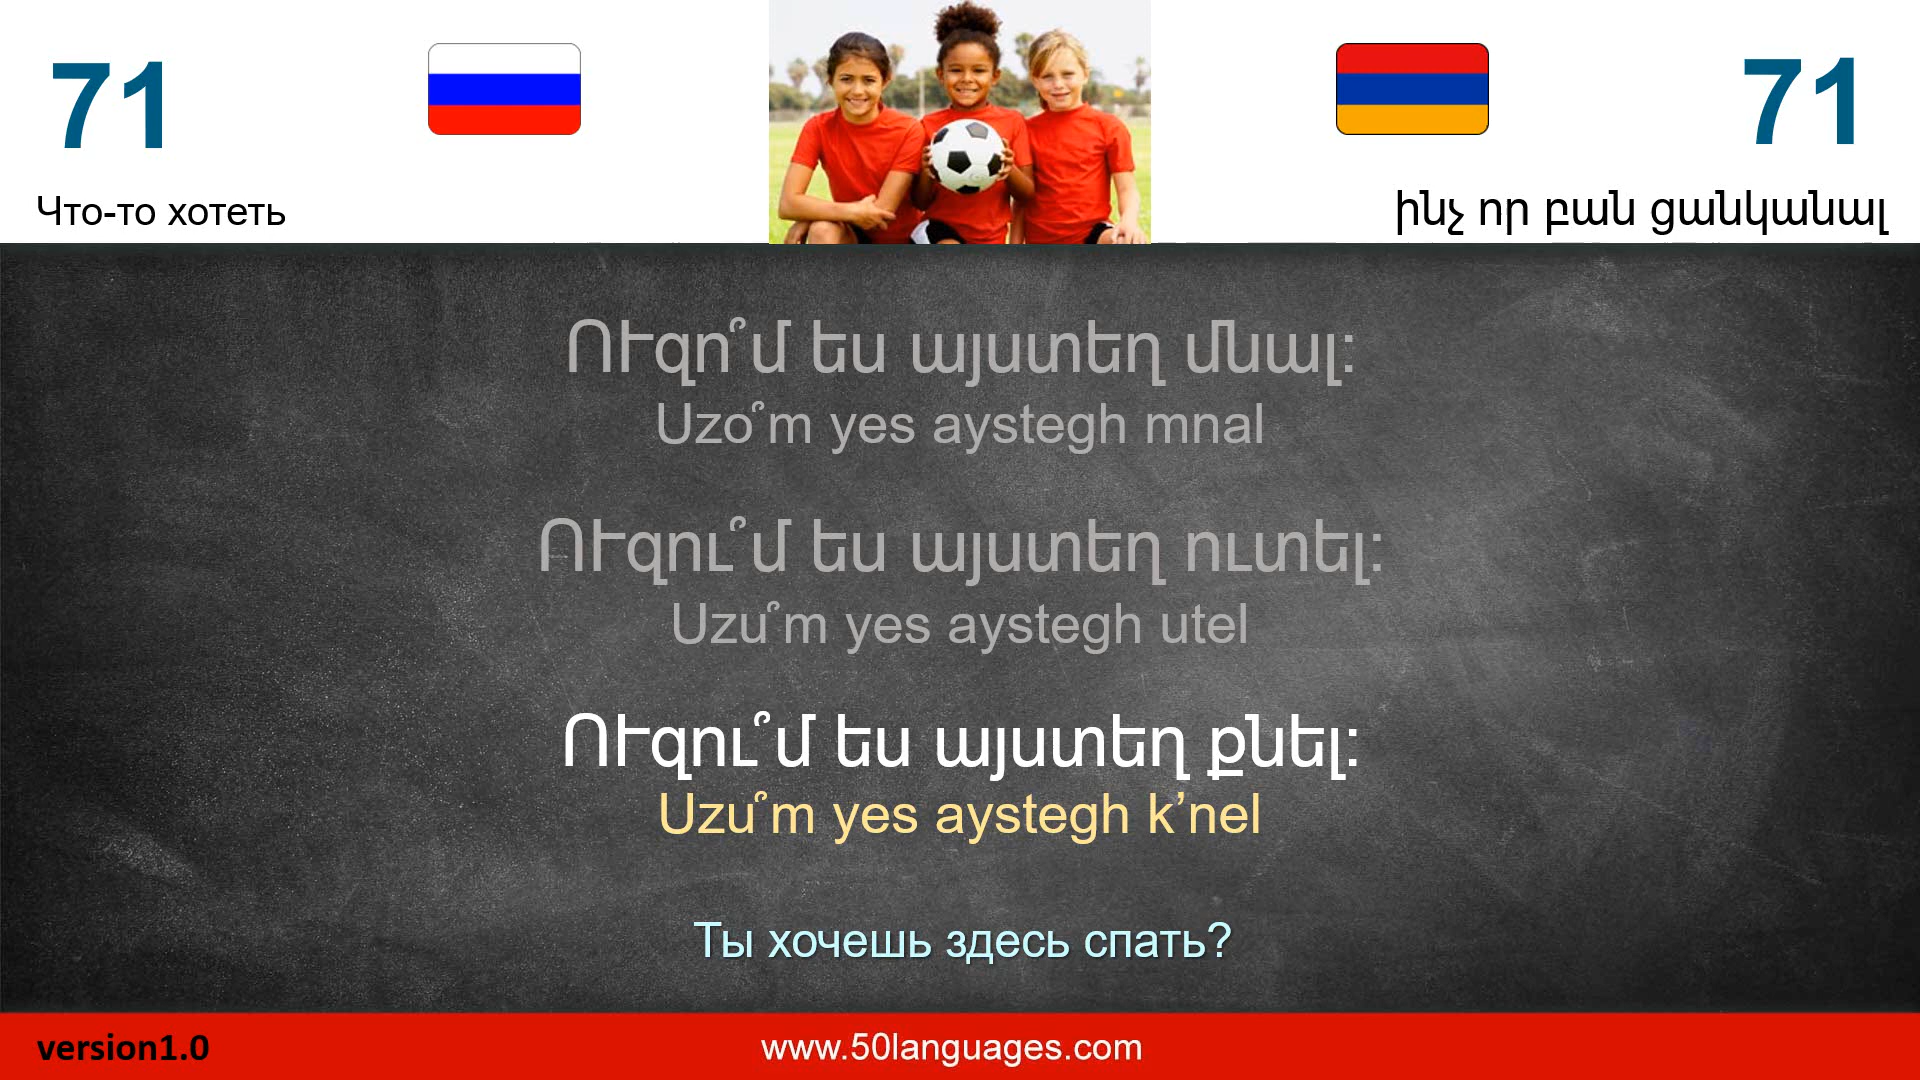 71
71
Что-то хотеть
ինչ որ բան ցանկանալ
ՈՒզո՞մ ես այստեղ մնալ:
Uzo՞m yes aystegh mnal
ՈՒզու՞մ ես այստեղ ուտել:
Uzu՞m yes aystegh utel
ՈՒզու՞մ ես այստեղ քնել:
Uzu՞m yes aystegh k’nel
Ты хочешь здесь спать?
version1.0
www.50languages.com